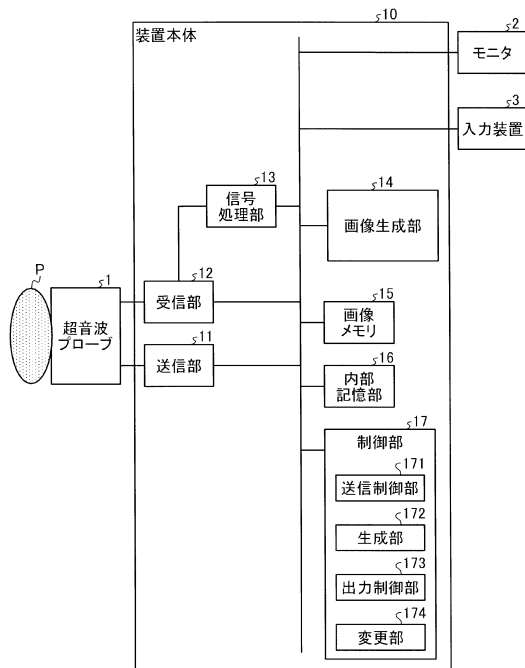 10
装置本体
2
モニタ
3
入力装置
13
信号
処理部
14
画像生成部
P
1
超音波
プローブ
12
受信部
15
画像
メモリ
11
送信部
16
内部
記憶部
17
制御部
171
送信制御部
172
生成部
173
出力制御部
174
変更部